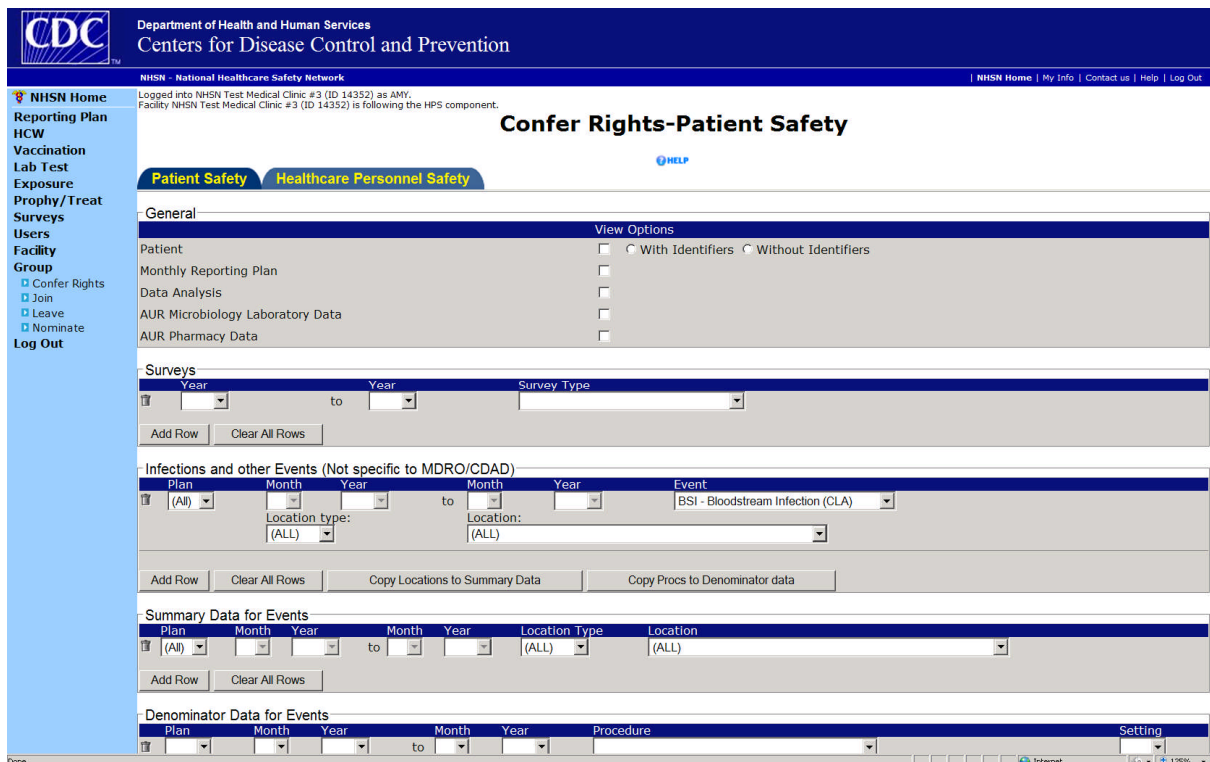 CDC
TM
Department of Health and Human Services
Centers for Disease Control and Prevention
NHSN - National Healthcare Safety Network
| NHSN Home | My Info | Contact us | Help | Log Out
NHSN Home
Reporting Plan
HCW
Vaccination
Lab Test
Exposure
Prophy/Treat
Surveys
Users
Facility
Group
Confer Rights
Join
Leave
Nominate
Log Out
Logged into NHSN Test Medical Clinic #3 (ID 14352) as AMY.
Facility NHSN Test Medical Clinic #3 (ID 14352) is following the HPS component.
Confer Rights-Patient Safety
HELP
Patient Safety Healthcare Personnel Safety
General
View Options
Patient With Identifiers Without Identifiers
Monthly Reporting Plan
Data Analysis
AUR Microbiology Laboratory Data
AUR Pharmacy Data
Surveys
Year Year Survey Type
to
Add Row Clear All Rows
Infections and other Events (Not specific to MDRO/CDAD)
Plan Month Year Month Year Event
(All) to BSI - Bloodstream Infection (CLA)
Location type: Location:
(ALL) (ALL)
Add Row Clear All Rows Copy Locations to Summary Data Copy Procs to Denominator data
Summary Data for Events
Plan Month Year Month Year Location Type Location
(All) to (ALL) (ALL)
Add Row Clear All Rows
Denominator Data for Events
Plan Month Year Month Year Procedure Setting
to
Done Internet 125%